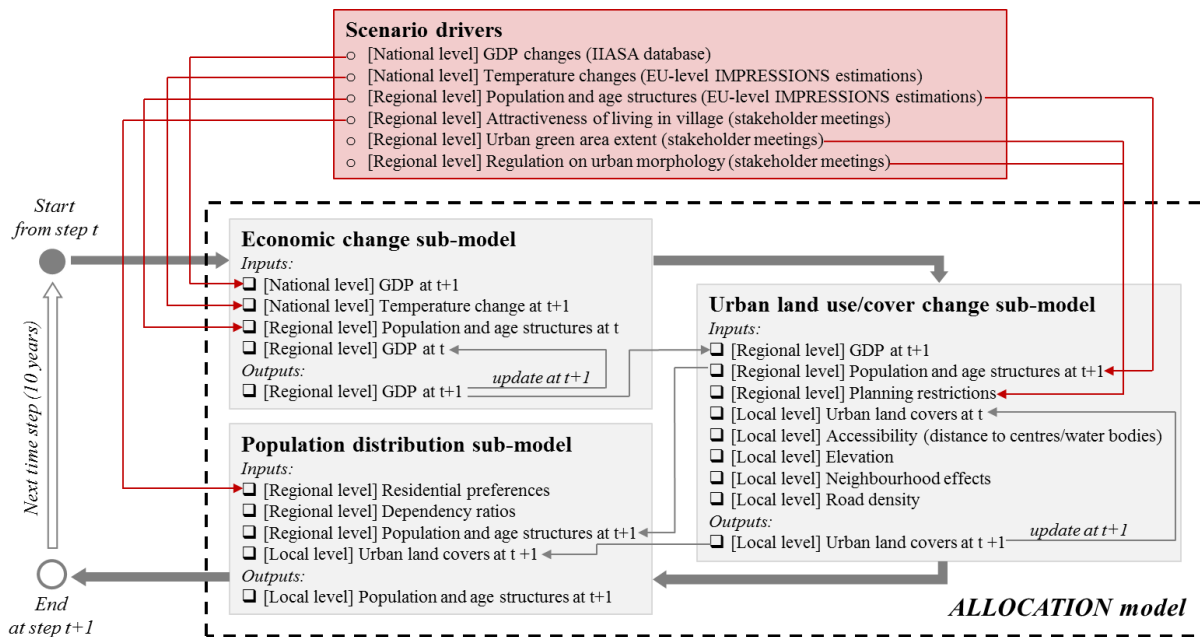 Scenario drivers
[National level] GDP changes (IIASA database)
[National level] Temperature changes (EU-level IMPRESSIONS estimations)
[Regional level] Population and age structures (EU-level IMPRESSIONS estimations)
[Regional level] Attractiveness of living in village (stakeholder meetings)
[Regional level] Urban green area extent (stakeholder meetings)
[Regional level] Regulation on urban morphology (stakeholder meetings)
Start
from step t
Next time step (10 years)
End
at step t+1
Economic change sub-model
Inputs:
[National level] GDP at t+1
[National level] Temperature change at t+1
[Regional level] Population and age structures at t
[Regional level] GDP at t
Outputs:
[Regional level] GDP at t+1
update at t+1
Urban land use/cover change sub-model
Inputs:
[Regional level] GDP at t+1
[Regional level] Population and age structures at t+1
[Regional level] Planning restrictions
[Local level] Urban land covers at t
[Local level] Accessibility (distance to centres/water bodies)
[Local level] Elevation
[Local level] Neighbourhood effects
[Local level] Road density
Outputs:
[Local level] Urban land covers at t +1
update at t+1
Population distribution sub-model
Inputs:
[Regional level] Residential preferences
[Regional level] Dependency ratios
[Regional level] Population and age structures at t+1
[Local level] Urban land covers at t +1
Outputs:
[Local level] Population and age structures at t+1
ALLOCATION model